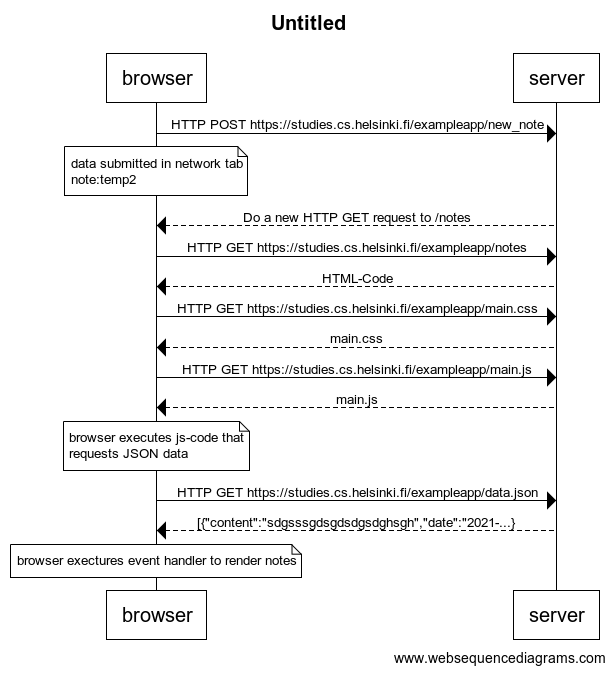 Untitled
browser server
HTTP POST https://studies.cs.helsinki.fi/exampleapp/new_note
data submitted in network tab
note:temp2
Do a new HTTP GET request to /notes
HTTP GET https://studies.cs.helsinki.fi/exampleapp/notes
HTML-Code
HTTP GET https://studies.cs.helsinki.fi/exampleapp/main.css
main.css
HTTP GET https://studies.cs.helsinki.fi/exampleapp/main.js
main.js
browser executes js-code that
requests JSON data
HTTP GET https://studies.cs.helsinki.fi/exampleapp/data.json
[{"content":"sdgsssgdsgdsdgsdghsgh","date":"2021-...}
browser exectures event handler to render notes
browser server
www.websequencediagrams.com